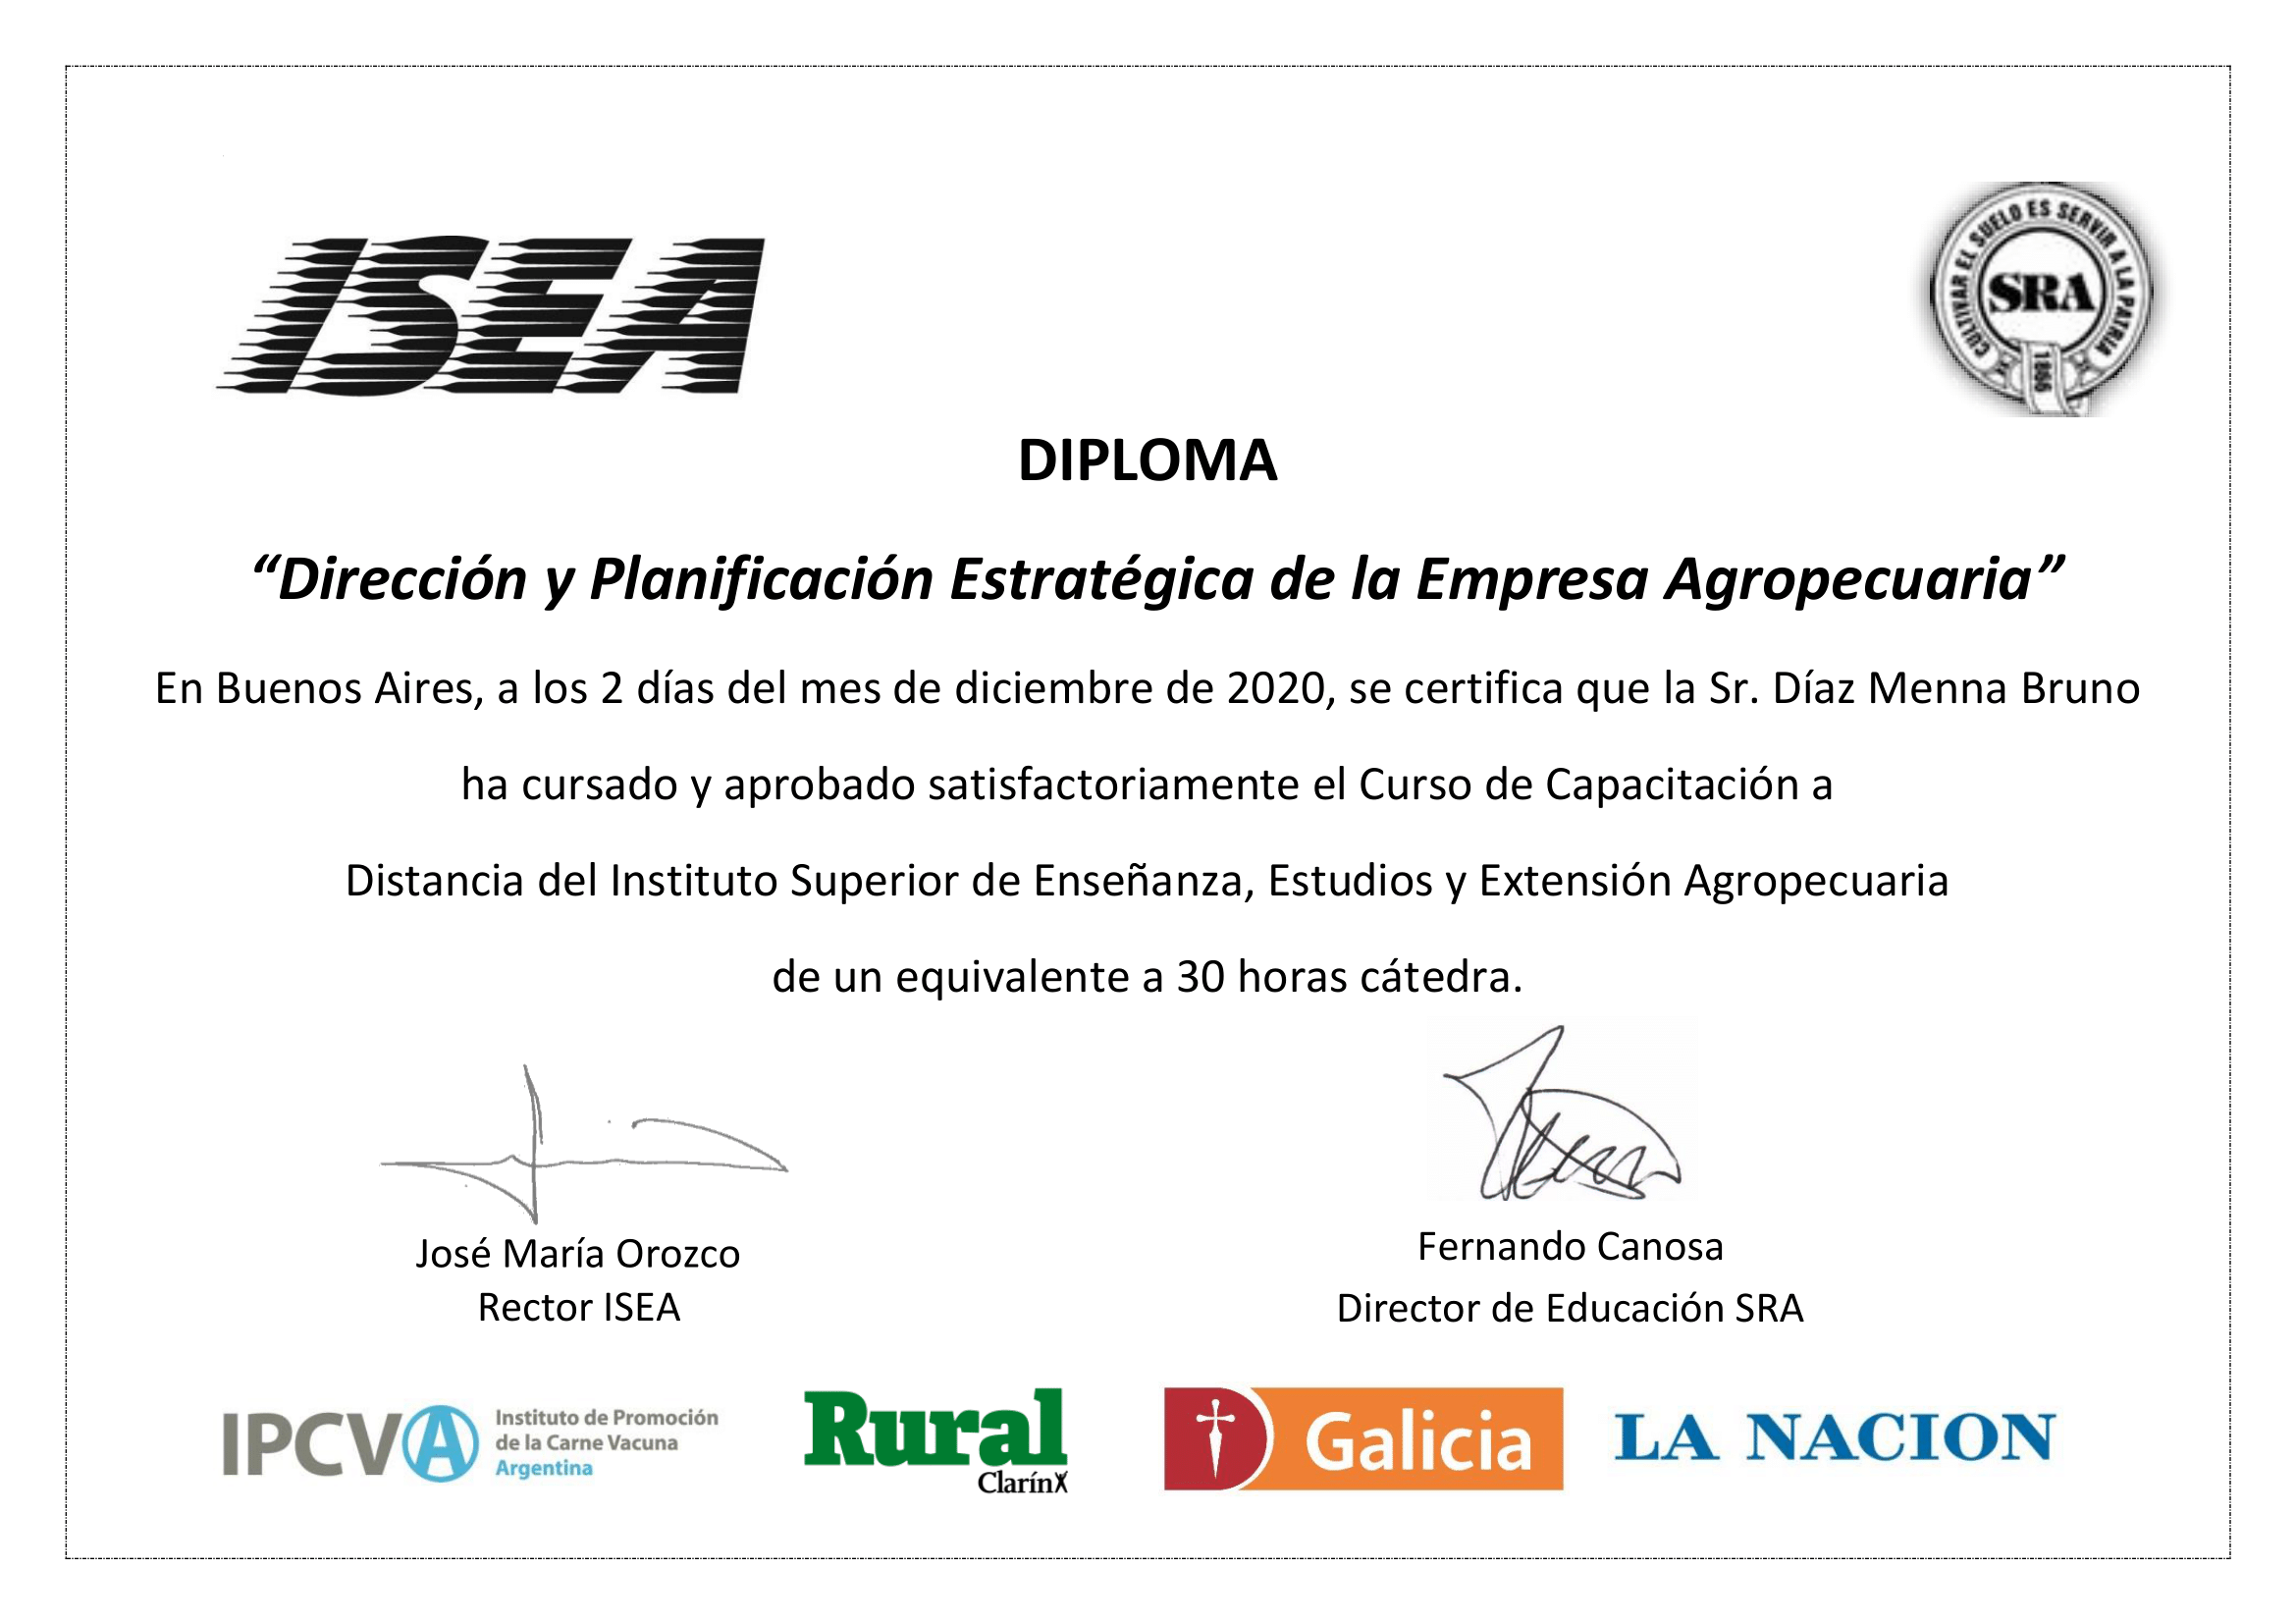 ISEA
CULTIVAR EL SUELO ES SERVIR A LA PATRIA
SRA
1866
DIPLOMA
“Dirección y Planificación Estratégica de la Empresa Agropecuaria”
En Buenos Aires, a los 2 días del mes de diciembre de 2020, se certifica que la Sr. Díaz Menna Bruno
ha cursado y aprobado satisfactoriamente el Curso de Capacitación a
Distancia del Instituto Superior de Enseñanza, Estudios y Extensión Agropecuaria
de un equivalente a 30 horas cátedra.
José María Orozco
Rector ISEA
Fernando Canosa
Director de Educación SRA
IPCVA
Instituto de Promoción
de la Carne Vacuna
Argentina
Rural
Clarín
Galicia
LA NACION